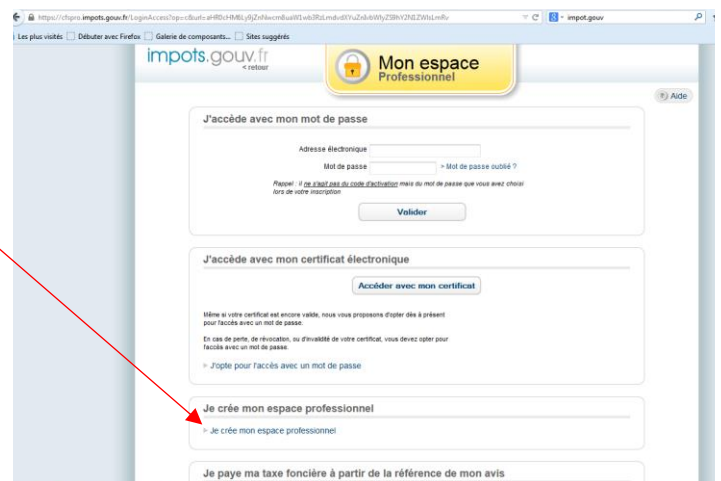 impots.gouv
Les plus visités Débuter avec Firefox Galerie de composants... Sites suggérés
impots.gouv.fr
< retour
Mon espace
Professionnel
Aide
J'accède avec mon mot de passe
Adresse électronique
Mot de passe > Mot de passe oublié ?
Rappel : il ne s'agit pas du code d'activation mais du mot de passe que vous avez choisi
lors de votre inscription
Valider
J'accède avec mon certificat électronique
Accéder avec mon certificat
Même si votre certificat est encore valide, nous vous proposons d'opter dès à présent
pour l'accès avec un mot de passe.
En cas de perte, de révocation, ou d'invalidité de votre certificat, vous devez opter pour
l'accès avec un mot de passe.
J'opte pour l'accès avec un mot de passe
Je crée mon espace professionnel
Je crée mon espace professionnel
Je paye ma taxe foncière à partir de la référence de mon avis